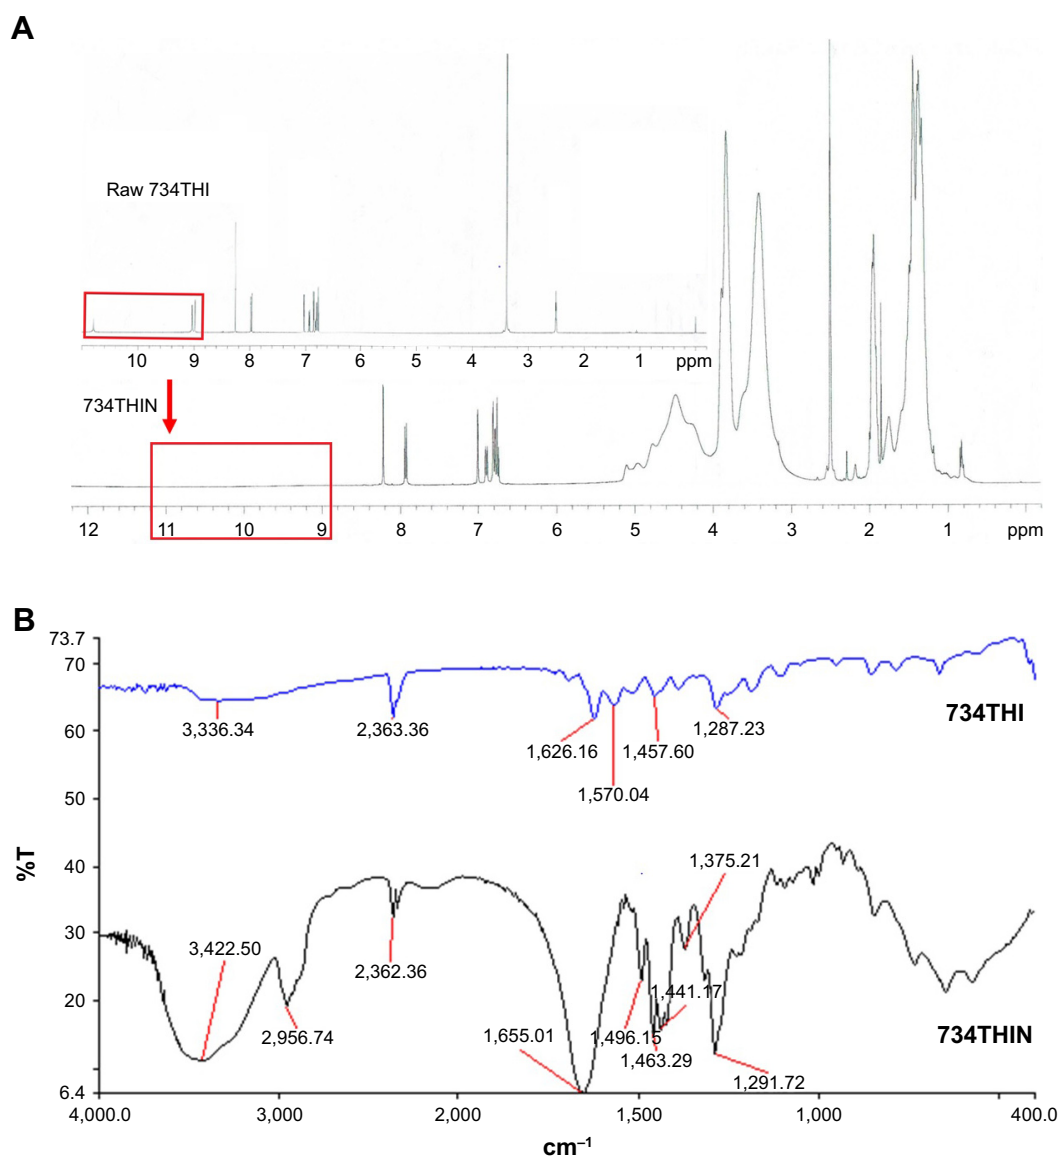 A
Raw 734THI
10 9 8 7 6 5 4 3 2 1 ppm
734THIN
12 11 10 9 8 7 6 5 4 3 2 1 ppm
B
73.7
70
60
50
40
30
20
6.4
%T
3,336.34
2,363.36
1,626.16
1,570.04
1,457.60
1,287.23
734THI
3,422.50
2,956.74
2,362.36
1,655.01
1,496.15
1,463.29
1,441.17
1,375.21
1,291.72
734THIN
4,000.0 3,000 2,000 1,500 1,000 400.0
cm–1